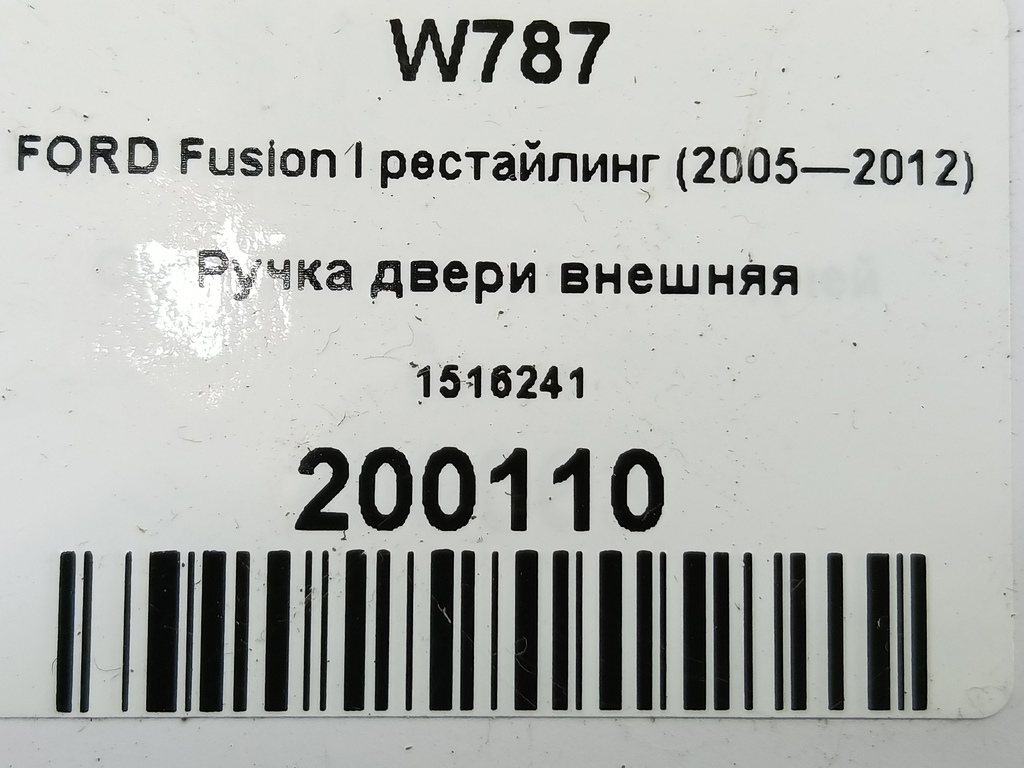 W787
FORD Fusion I рестайлинг (2005—2012)
Ручка двери внешняя
1516241
200110